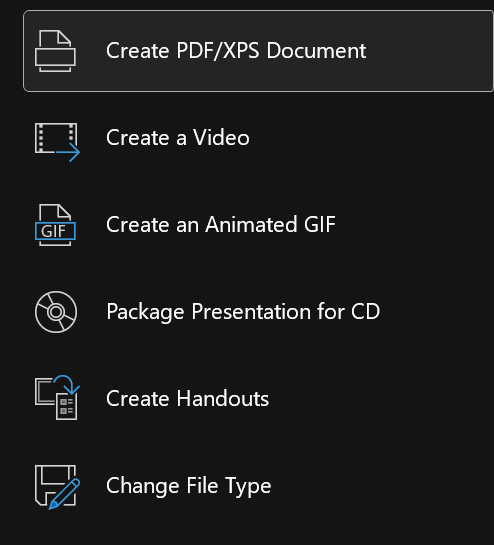 Create PDF/XPS Document
Create a Video
GIF
Create an Animated GIF
Package Presentation for CD
Create Handouts
Change File Type